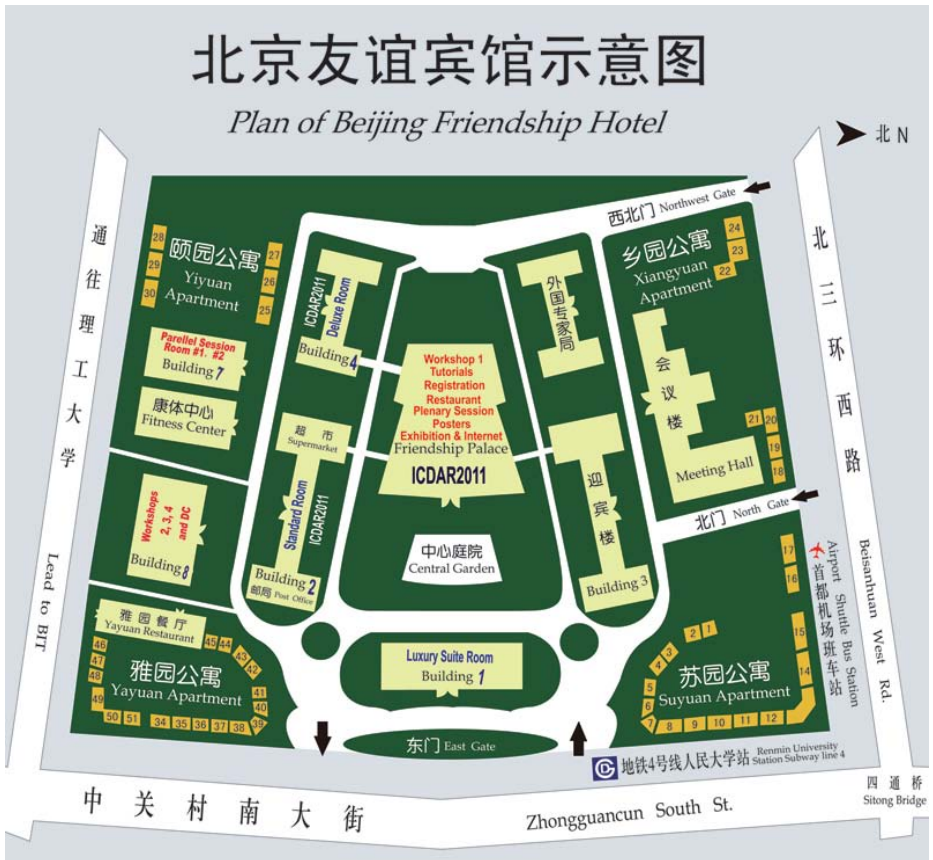 北京友谊宾馆示意图
Plan of Beijing Friendship Hotel
北 N
西北门 Northwest Gate
通往理工大学
Lead to BIT
北三环西路
Beisanhuan West Rd.
28
29
30
颐园公寓
Yiyuan
Apartment
27
26
25
ICDAR2011
Deluxe Room
Building 4
外国专家局
乡园公寓
Xiangyuan
Apartment
24
23
22
Parellel Session
Room #1. #2
Building 7
康体中心
Fitness Center
Workshop 1
Tutorials
Registration
Restaurant
Plenary Session
Posters
Exhibition & Internet
Friendship Palace
ICDAR2011
会议楼
Meeting Hall
21
20
19
18
超市
Supermarket
Standard Room
ICDAR2011
Building 2
邮局 Post Office
迎宾楼
Building 3
北门 North Gate
Workshops
2, 3, 4
and DC
Building 8
中心庭院
Central Garden
Airport Shuttle Bus Station
首都机场班车站
雅园餐厅
Yayuan Restaurant
46
47
48
49
50
51
45
44
43
42
41
40
39
雅园公寓
Yayuan Apartment
34
35
36
37
38
Luxury Suite Room
Building 1
17
16
15
14
2
1
3
4
5
6
7
苏园公寓
Suyuan Apartment
8
9
10
11
12
东门 East Gate
地铁4号线人民大学站 Renmin University
Station Subway line 4
中关村南大街
Zhongguancun South St.
四通桥
Sitong Bridge